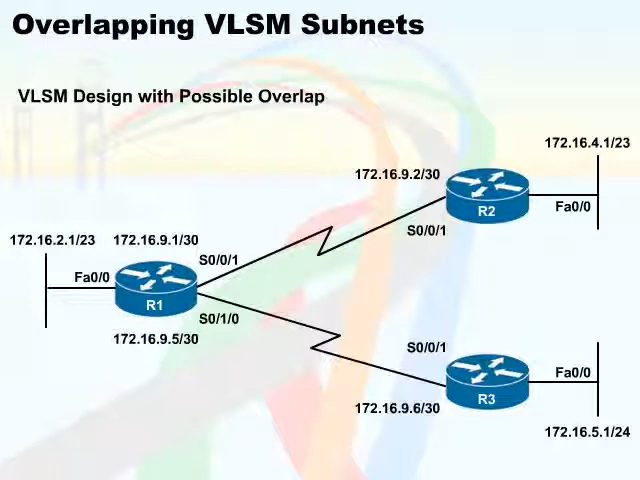 Overlapping VLSM Subnets
VLSM Design with Possible Overlap
172.16.4.1/23
172.16.9.2/30
R2
Fa0/0
S0/0/1
172.16.2.1/23
172.16.9.1/30
S0/0/1
Fa0/0
R1
S0/1/0
172.16.9.5/30
S0/0/1
Fa0/0
R3
172.16.9.6/30
172.16.5.1/24